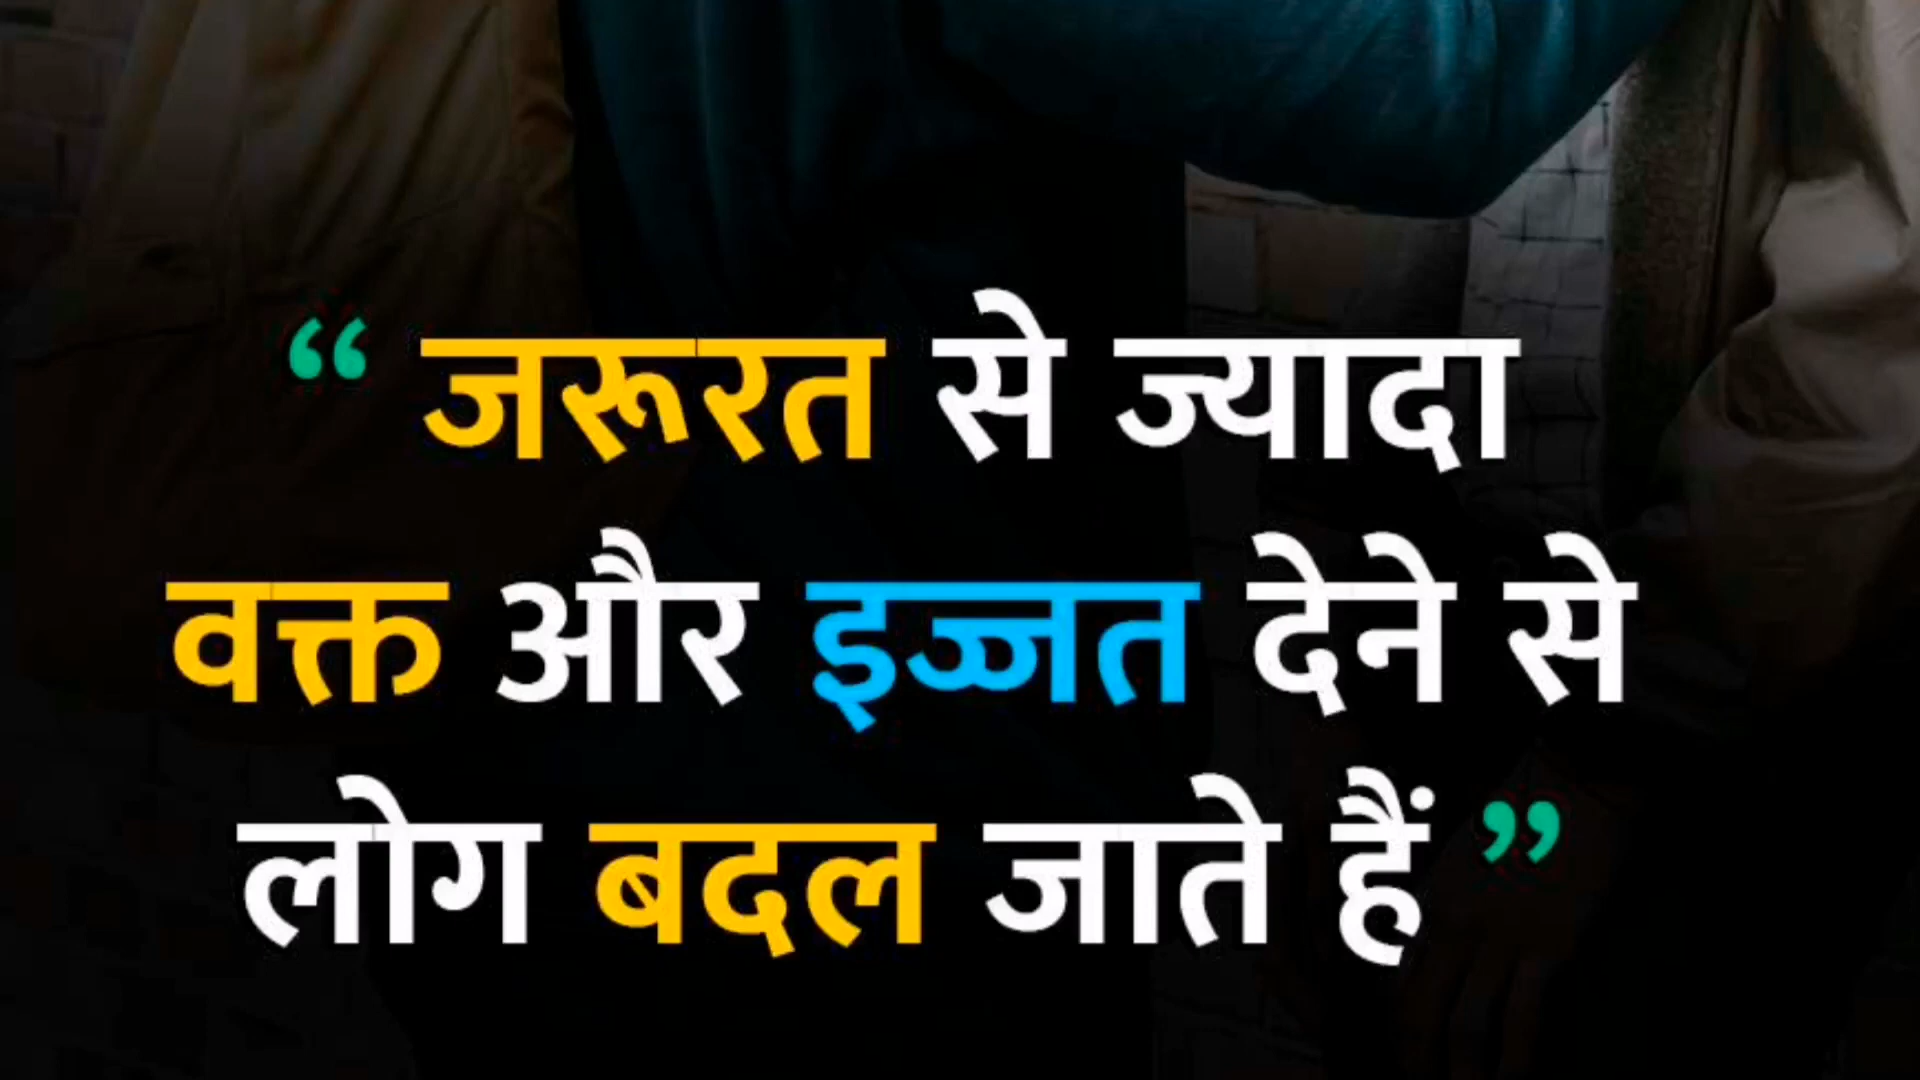 “ जरूरत से ज्यादा
वक्त और इज्जत देने से
लोग बदल जाते हैं ”